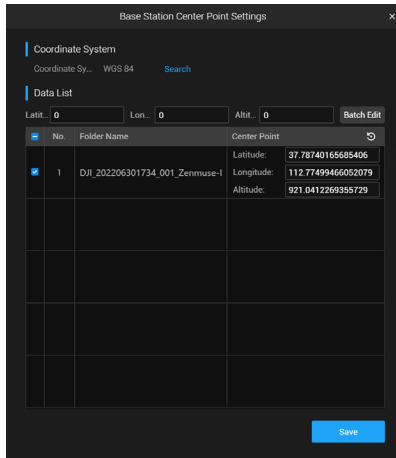 Base Station Center Point Settings ×
Coordinate System
Coordinate Sy... WGS 84 Search
Data List
Latit... 0 Lon... 0 Altit... 0 Batch Edit
No. Folder Name Center Point
Latitude: 37.78740165685406
1 DJI_202206301734_001_Zenmuse-l Longitude: 112.77499466052079
Altitude: 921.0412269355729
Save